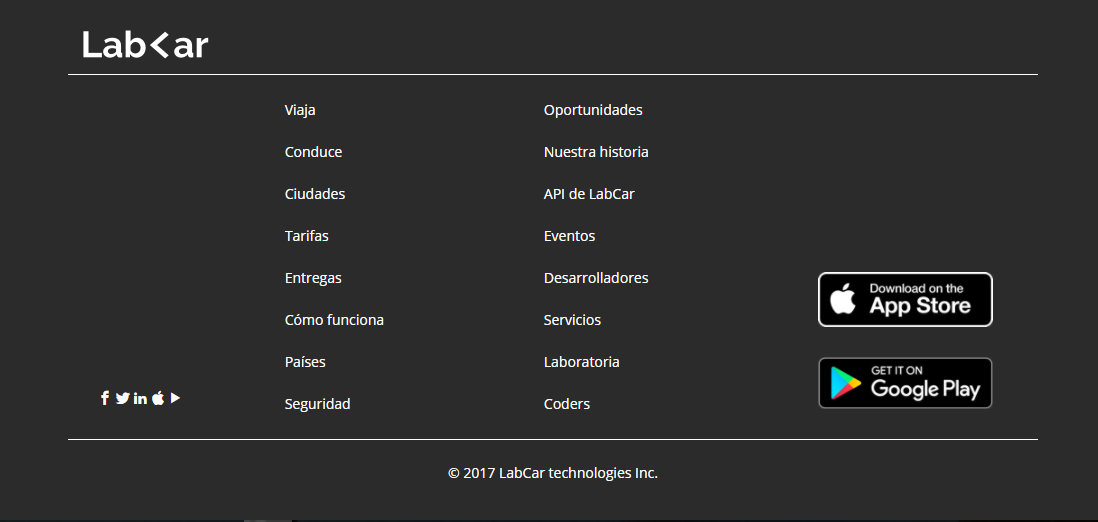 Lab<ar
Viaja
Conduce
Ciudades
Tarifas
Entregas
Cómo funciona
Países
Seguridad
Oportunidades
Nuestra historia
API de LabCar
Eventos
Desarrolladores
Servicios
Laboratoria
Coders
Download on the
App Store
GET IT ON
Google Play
© 2017 LabCar technologies Inc.